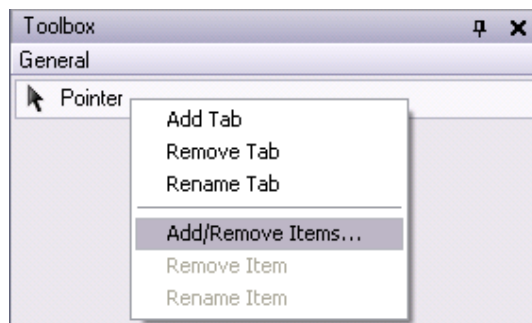 Toolbox
General
Pointer
Add Tab
Remove Tab
Rename Tab
Add/Remove Items...
Remove Item
Rename Item